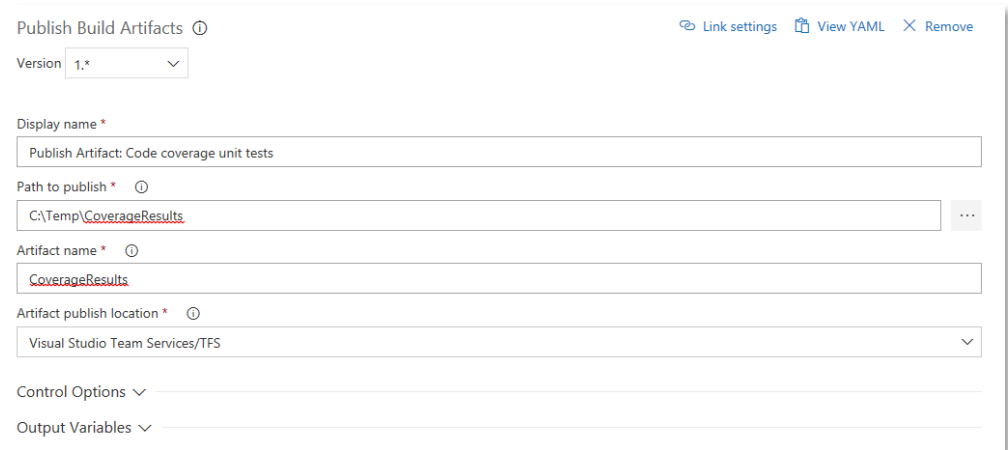 Publish Build Artifacts
Link settings View YAML Remove
Version 1.*
Display name *
Publish Artifact: Code coverage unit tests
Path to publish *
C:\Temp\CoverageResults
...
Artifact name *
CoverageResults
Artifact publish location *
Visual Studio Team Services/TFS
Control Options
Output Variables